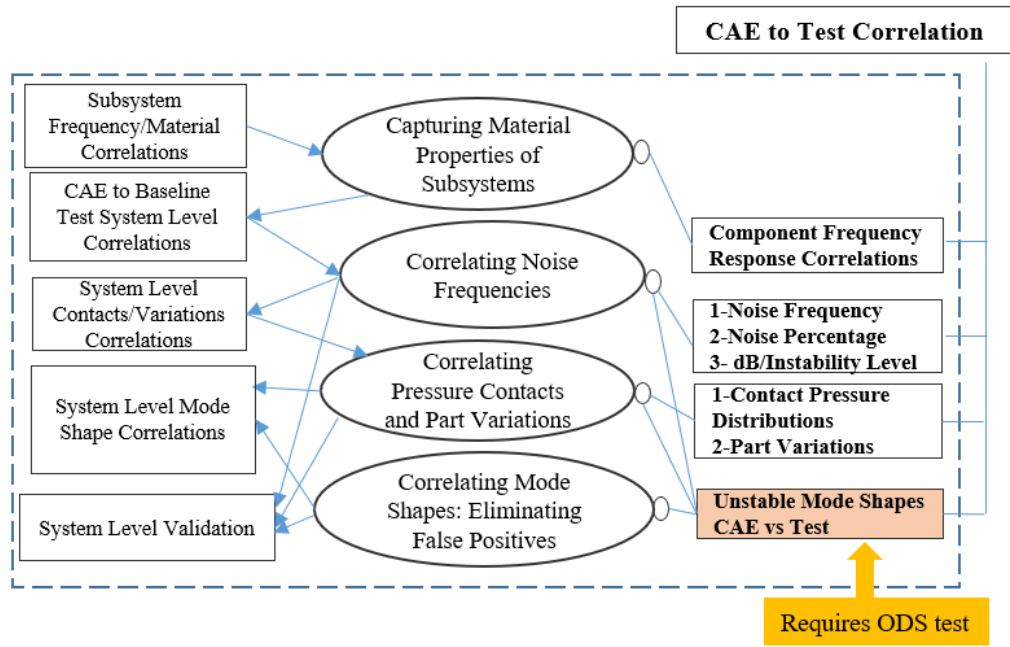 CAE to Test Correlation
Subsystem
Frequency/Material
Correlations
CAE to Baseline
Test System Level
Correlations
System Level
Contacts/Variations
Correlations
System Level Mode
Shape Correlations
System Level Validation
Capturing Material
Properties of
Subsystems
Correlating Noise
Frequencies
Correlating
Pressure Contacts
and Part Variations
Correlating Mode
Shapes: Eliminating
False Positives
Component Frequency
Response Correlations
1-Noise Frequency
2-Noise Percentage
3- dB/Instability Level
1-Contact Pressure
Distributions
2-Part Variations
Unstable Mode Shapes
CAE vs Test
Requires ODS test